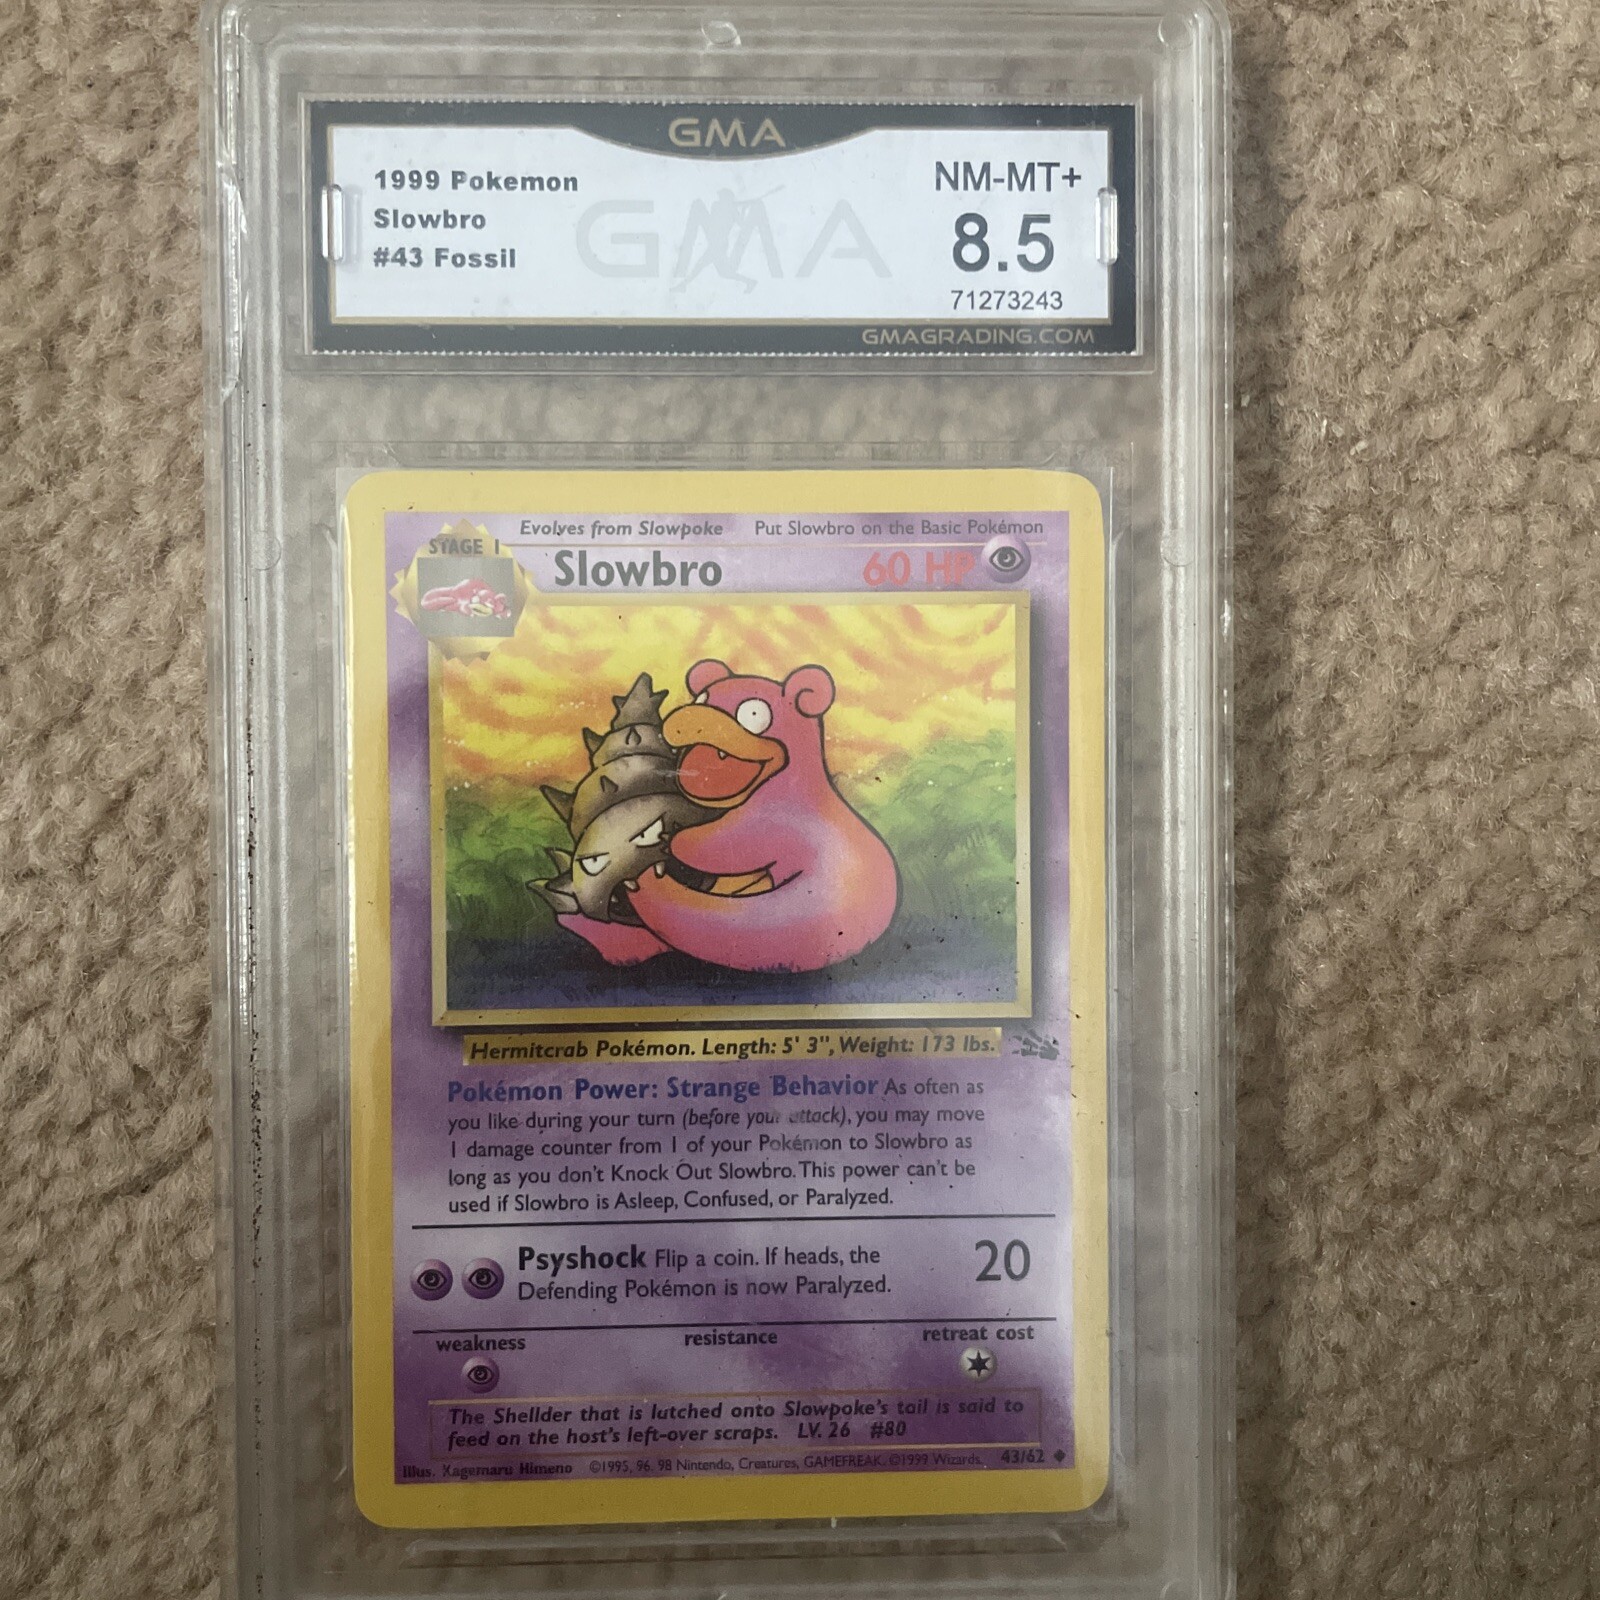 GMA
1999 Pokemon
Slowbro
#43 Fossil
GMA
NM-MT+
8.5
71273243
GMAGRADING.COM
Evolves from Slowpoke Put Slowbro on the Basic Pokémon
STAGE 1
Slowbro 60 HP
Hermitcrab Pokémon. Length: 5' 3", Weight: 173 lbs.
Pokémon Power: Strange Behavior As often as
you like during your turn (before your attack), you may move
1 damage counter from 1 of your Pokémon to Slowbro as
long as you don't Knock Out Slowbro. This power can't be
used if Slowbro is Asleep, Confused, or Paralyzed.
Psyshock Flip a coin. If heads, the
Defending Pokémon is now Paralyzed.
20
weakness resistance retreat cost
The Shellder that is latched onto Slowpoke's tail is said to
feed on the host's left-over scraps. LV. 26 #80
Illus. Kagemaru Himeno ©1995, 96, 98 Nintendo, Creatures, GAMEFREAK. ©1999 Wizards. 43/62